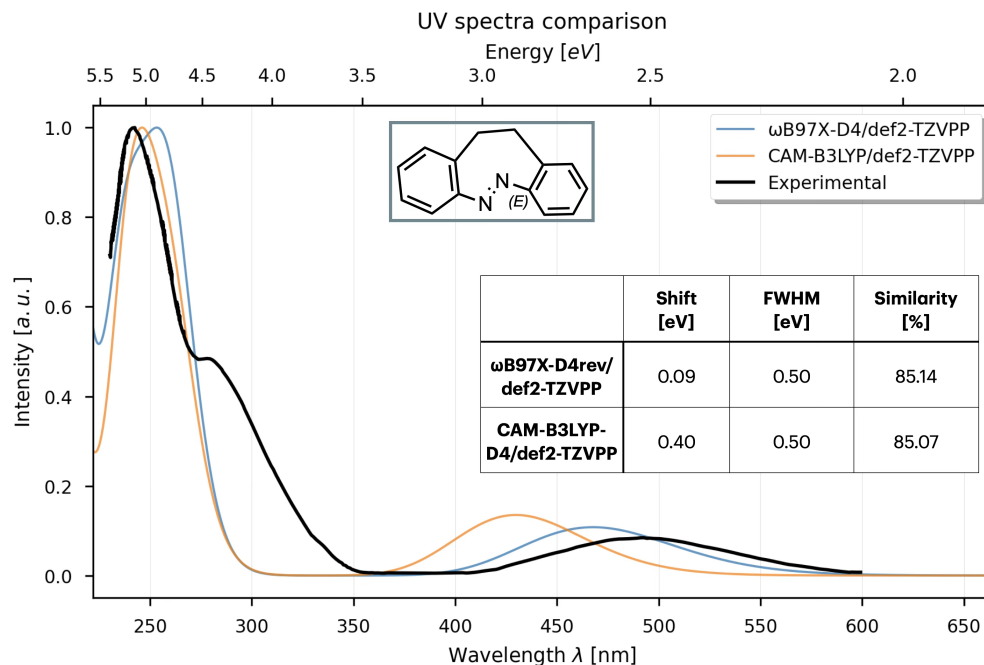 UV spectra comparison
Energy [eV]
5.5 5.0 4.5 4.0 3.5 3.0 2.5 2.0
ωB97X-D4/def2-TZVPP
CAM-B3LYP/def2-TZVPP
Experimental
N
N
(E)
Shift
[eV]
FWHM
[eV]
Similarity
[%]
ωB97X-D4rev/
def2-TZVPP
0.09
0.50
85.14
CAM-B3LYP-
D4/def2-TZVPP
0.40
0.50
85.07
Intensity [a.u.]
1.0
0.8
0.6
0.4
0.2
0.0
250 300 350 400 450 500 550 600 650
Wavelength λ [nm]